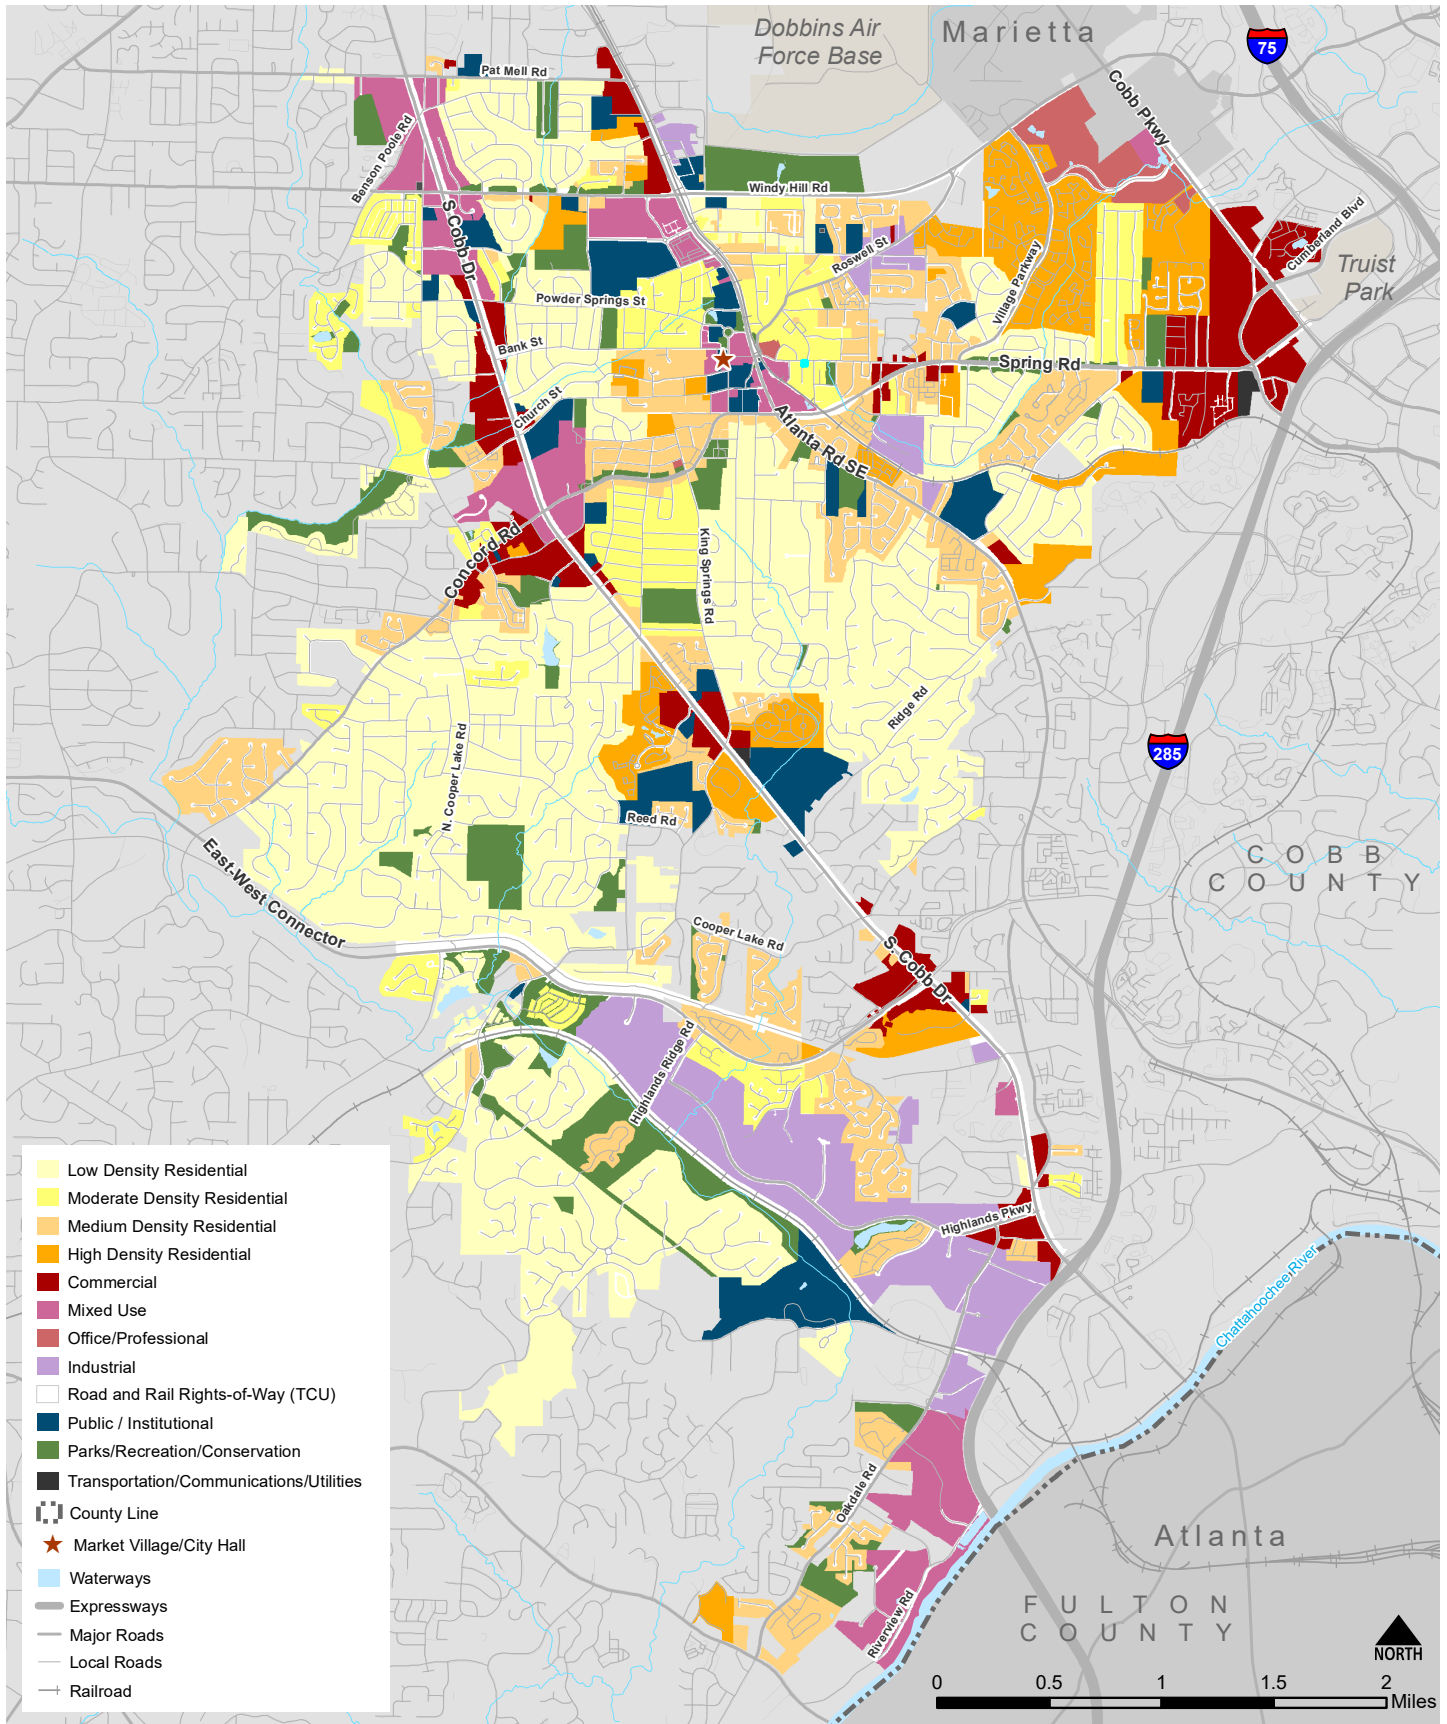 Dobbins Air
Force Base
Marietta
75
Pat Mell Rd
Cobb Pkwy
Benson Poole Rd
Windy Hill Rd
S Cobb Dr
Roswell St
Cumberland Blvd
Village Parkway
Truist
Park
Powder Springs St
Bank St
Spring Rd
Church St
Atlanta Rd SE
Concord Rd
King Springs Rd
Ridge Rd
N. Cooper Lake Rd
285
Reed Rd
East-West Connector
COBB
COUNTY
Cooper Lake Rd
S. Cobb Dr
Highlands Ridge Rd
Highlands Pkwy
Chattahoochee River
Oakdale Rd
Riverview Rd
Atlanta
FULTON
COUNTY
Low Density Residential
Moderate Density Residential
Medium Density Residential
High Density Residential
Commercial
Mixed Use
Office/Professional
Industrial
Road and Rail Rights-of-Way (TCU)
Public / Institutional
Parks/Recreation/Conservation
Transportation/Communications/Utilities
County Line
Market Village/City Hall
Waterways
Expressways
Major Roads
Local Roads
Railroad
NORTH
0 0.5 1 1.5 2
Miles